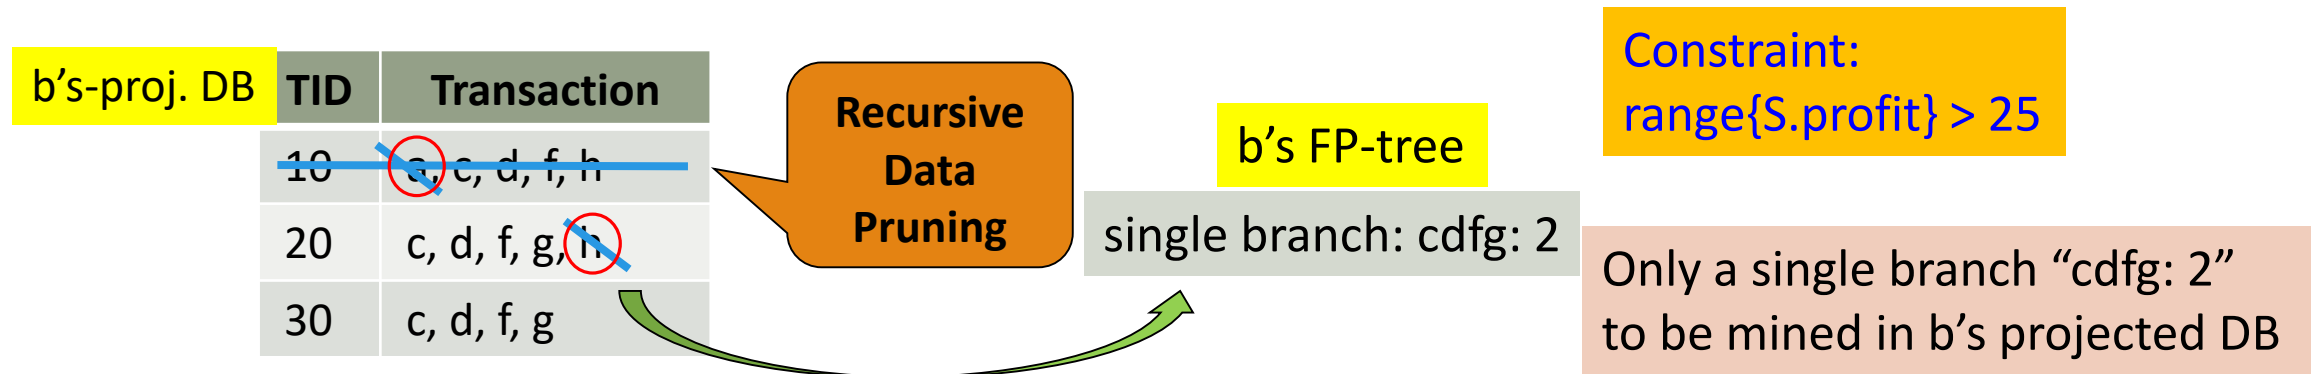 b’s-proj. DB
TID Transaction
10 a, c, d, f, h
20 c, d, f, g, h
30 c, d, f, g
Recursive
Data
Pruning
b’s FP-tree
single branch: cdfg: 2
Constraint:
range{S.profit} > 25
Only a single branch “cdfg: 2”
to be mined in b’s projected DB